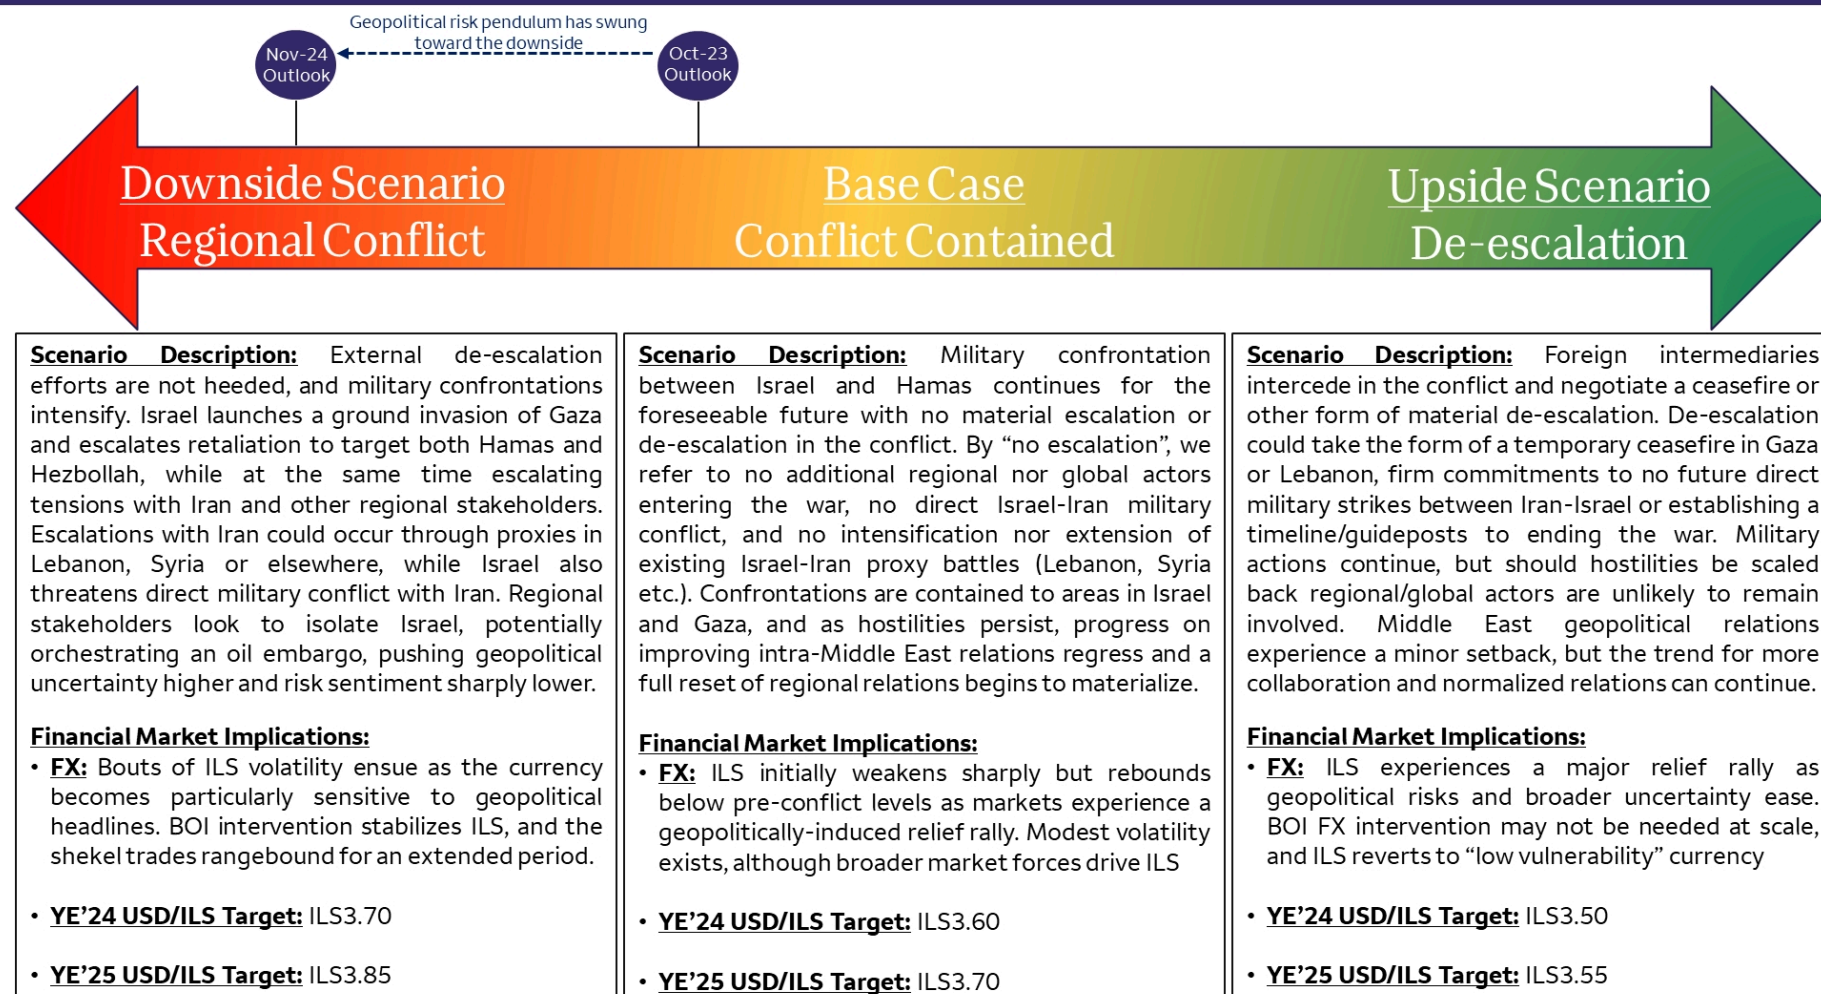 Geopolitical risk pendulum has swung
toward the downside
Nov-24
Outlook
Oct-23
Outlook
Downside Scenario
Regional Conflict
Base Case
Conflict Contained
Upside Scenario
De-escalation
Scenario Description: External de-escalation
efforts are not heeded, and military confrontations
intensify. Israel launches a ground invasion of Gaza
and escalates retaliation to target both Hamas and
Hezbollah, while at the same time escalating
tensions with Iran and other regional stakeholders.
Escalations with Iran could occur through proxies in
Lebanon, Syria or elsewhere, while Israel also
threatens direct military conflict with Iran. Regional
stakeholders look to isolate Israel, potentially
orchestrating an oil embargo, pushing geopolitical
uncertainty higher and risk sentiment sharply lower.
Financial Market Implications:
• FX: Bouts of ILS volatility ensue as the currency
becomes particularly sensitive to geopolitical
headlines. BOI intervention stabilizes ILS, and the
shekel trades rangebound for an extended period.
• YE’24 USD/ILS Target: ILS3.70
• YE’25 USD/ILS Target: ILS3.85
Scenario Description: Military confrontation
between Israel and Hamas continues for the
foreseeable future with no material escalation or
de-escalation in the conflict. By “no escalation”, we
refer to no additional regional nor global actors
entering the war, no direct Israel-Iran military
conflict, and no intensification nor extension of
existing Israel-Iran proxy battles (Lebanon, Syria
etc.). Confrontations are contained to areas in Israel
and Gaza, and as hostilities persist, progress on
improving intra-Middle East relations regress and a
full reset of regional relations begins to materialize.
Financial Market Implications:
• FX: ILS initially weakens sharply but rebounds
below pre-conflict levels as markets experience a
geopolitically-induced relief rally. Modest volatility
exists, although broader market forces drive ILS
• YE’24 USD/ILS Target: ILS3.60
• YE’25 USD/ILS Target: ILS3.70
Scenario Description: Foreign intermediaries
intercede in the conflict and negotiate a ceasefire or
other form of material de-escalation. De-escalation
could take the form of a temporary ceasefire in Gaza
or Lebanon, firm commitments to no future direct
military strikes between Iran-Israel or establishing a
timeline/guideposts to ending the war. Military
actions continue, but should hostilities be scaled
back regional/global actors are unlikely to remain
involved. Middle East geopolitical relations
experience a minor setback, but the trend for more
collaboration and normalized relations can continue.
Financial Market Implications:
• FX: ILS experiences a major relief rally as
geopolitical risks and broader uncertainty ease.
BOI FX intervention may not be needed at scale,
and ILS reverts to “low vulnerability” currency
• YE’24 USD/ILS Target: ILS3.50
• YE’25 USD/ILS Target: ILS3.55